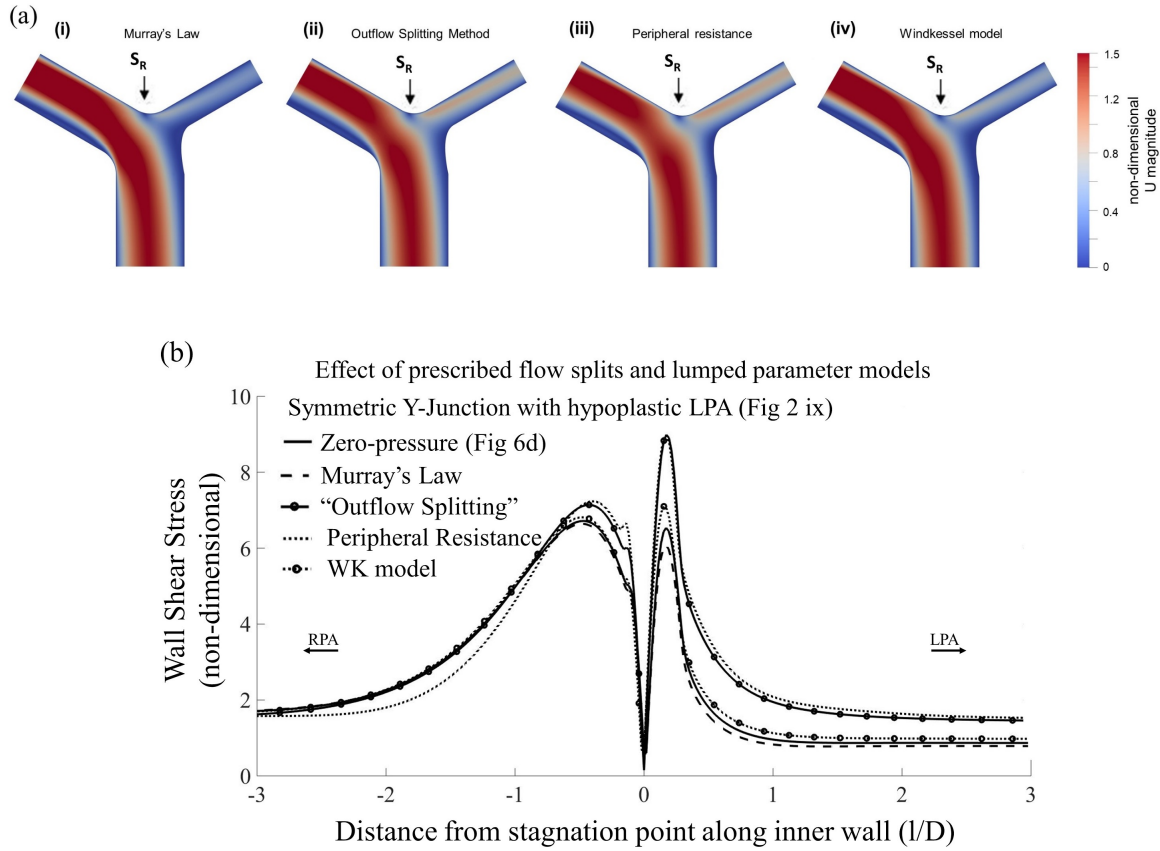 (a)
(i) Murray's Law
(ii) Outflow Splitting Method
(iii) Peripheral resistance
(iv) Windkessel model
SR
SR
SR
SR
1.5
1.2
0.8
0.4
0
non-dimensional
U magnitude
(b)
Effect of prescribed flow splits and lumped parameter models
Symmetric Y-Junction with hypoplastic LPA (Fig 2 ix)
Zero-pressure (Fig 6d)
Murray's Law
“Outflow Splitting”
Peripheral Resistance
WK model
RPA
LPA
Wall Shear Stress
(non-dimensional)
10
8
6
4
2
0
-3 -2 -1 0 1 2 3
Distance from stagnation point along inner wall (l/D)